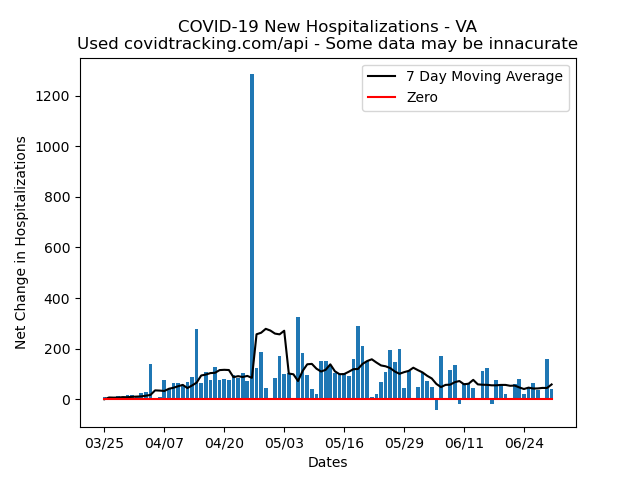 COVID-19 New Hospitalizations - VA
Used covidtracking.com/api - Some data may be innacurate
7 Day Moving Average
Zero
Net Change in Hospitalizations
1200
1000
800
600
400
200
0
03/25 04/07 04/20 05/03 05/16 05/29 06/11 06/24
Dates